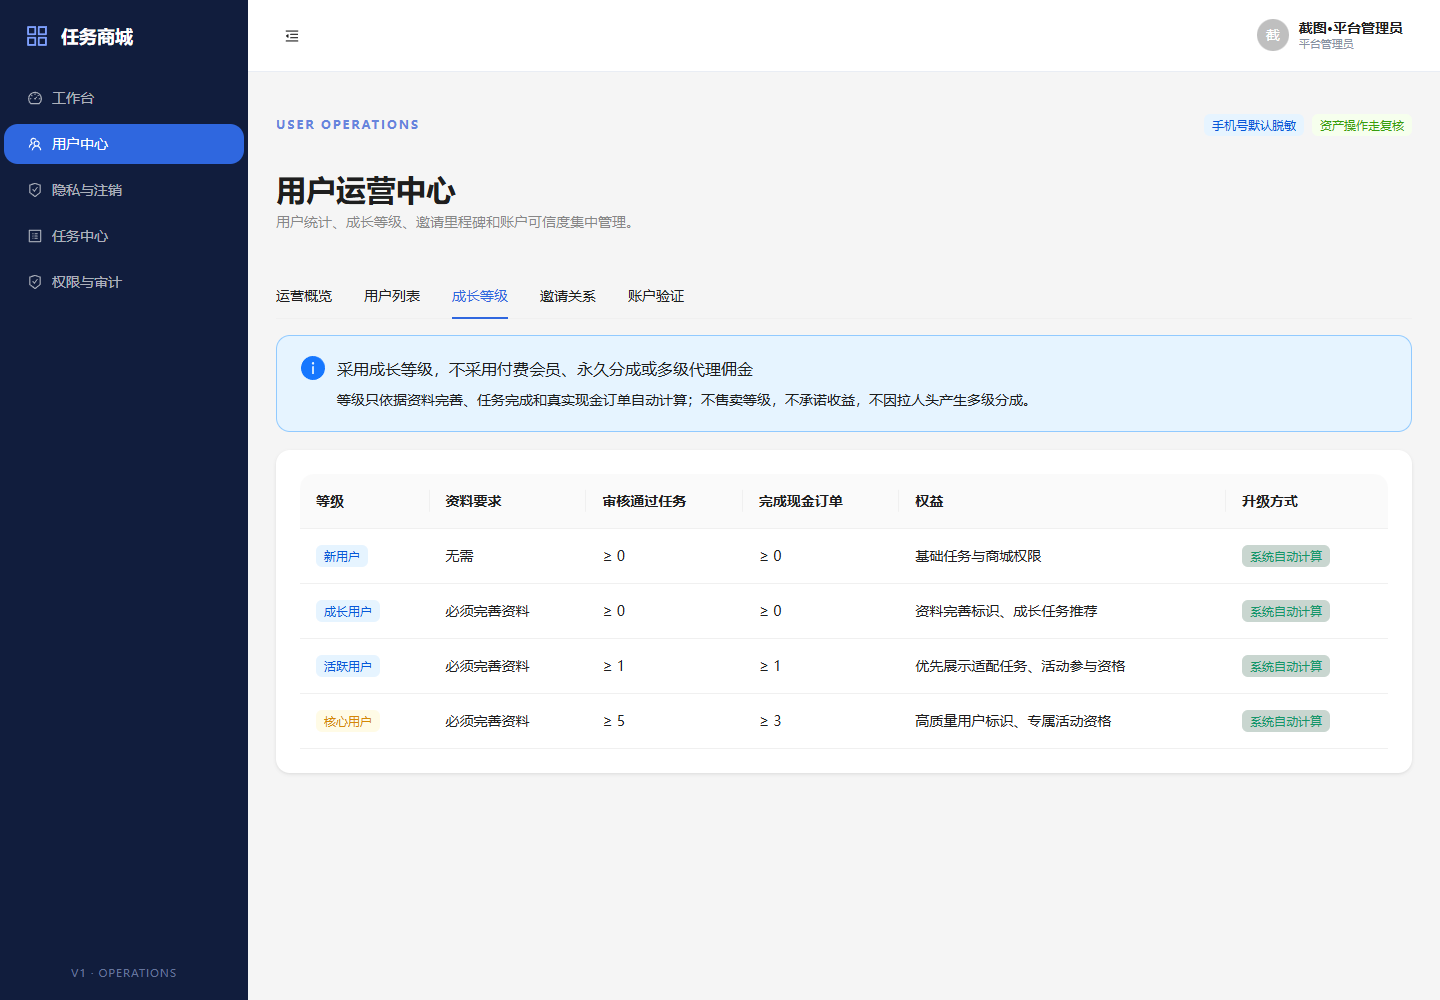 任务商城
工作台
用户中心
隐私与注销
任务中心
权限与审计
V1 · OPERATIONS
截
截图•平台管理员
平台管理员
USER OPERATIONS
手机号默认脱敏
资产操作走复核
用户运营中心
用户统计、成长等级、邀请里程碑和账户可信度集中管理。
运营概览 用户列表 成长等级 邀请关系 账户验证
采用成长等级，不采用付费会员、永久分成或多级代理佣金
等级只依据资料完善、任务完成和真实现金订单自动计算；不售卖等级，不承诺收益，不因拉人头产生多级分成。
等级 资料要求 审核通过任务 完成现金订单 权益 升级方式
新用户 无需 ≥ 0 ≥ 0 基础任务与商城权限 系统自动计算
成长用户 必须完善资料 ≥ 0 ≥ 0 资料完善标识、成长任务推荐 系统自动计算
活跃用户 必须完善资料 ≥ 1 ≥ 1 优先展示适配任务、活动参与资格 系统自动计算
核心用户 必须完善资料 ≥ 5 ≥ 3 高质量用户标识、专属活动资格 系统自动计算